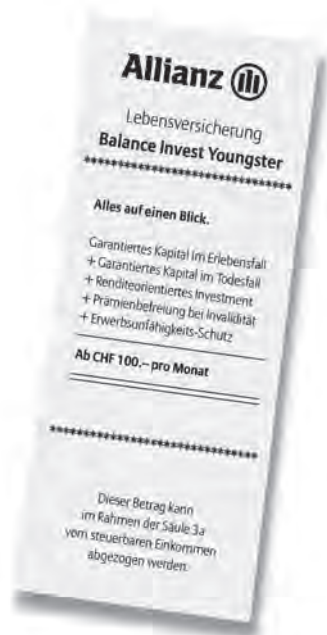 Allianz
Lebensversicherung
Balance Invest Youngster
******************************
Alles auf einen Blick.
Garantiertes Kapital im Erlebensfall
+ Garantiertes Kapital im Todesfall
+ Renditeorientiertes Investment
+ Prämienbefreiung bei Invalidität
+ Erwerbsunfähigkeits-Schutz
Ab CHF 100.– pro Monat
******************************
Dieser Betrag kann
im Rahmen der Säule 3a
vom steuerbaren Einkommen
abgezogen werden.